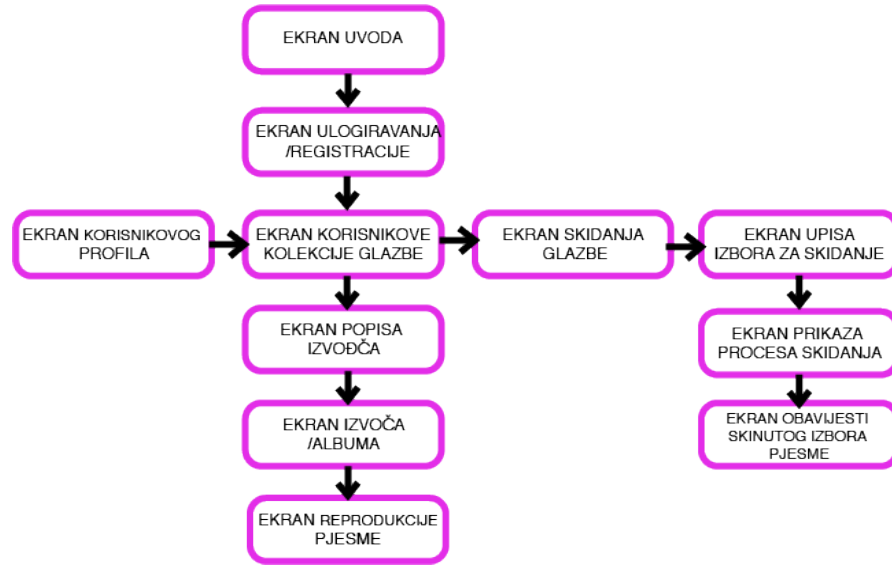 EKRAN UVODA
EKRAN ULOGIRAVANJA
/REGISTRACIJE
EKRAN KORISNIKOVOG
PROFILA
EKRAN KORISNIKOVE
KOLEKCIJE GLAZBE
EKRAN SKIDANJA
GLAZBE
EKRAN UPISA
IZBORA ZA SKIDANJE
EKRAN POPISA
IZVOĐČA
EKRAN PRIKAZA
PROCESA SKIDANJA
EKRAN IZVOČA
/ALBUMA
EKRAN OBAVIJESTI
SKINUTOG IZBORA
PJESME
EKRAN REPRODUKCIJE
PJESME